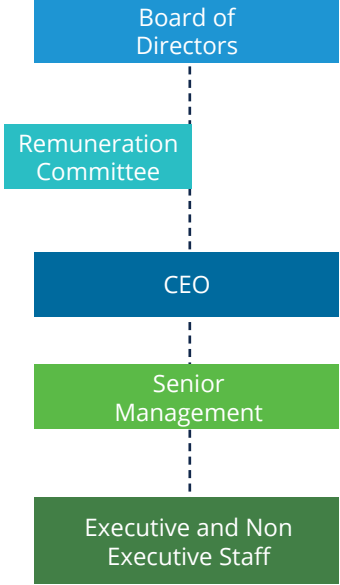 Board of
Directors
Remuneration
Committee
CEO
Senior
Management
Executive and Non
Executive Staff